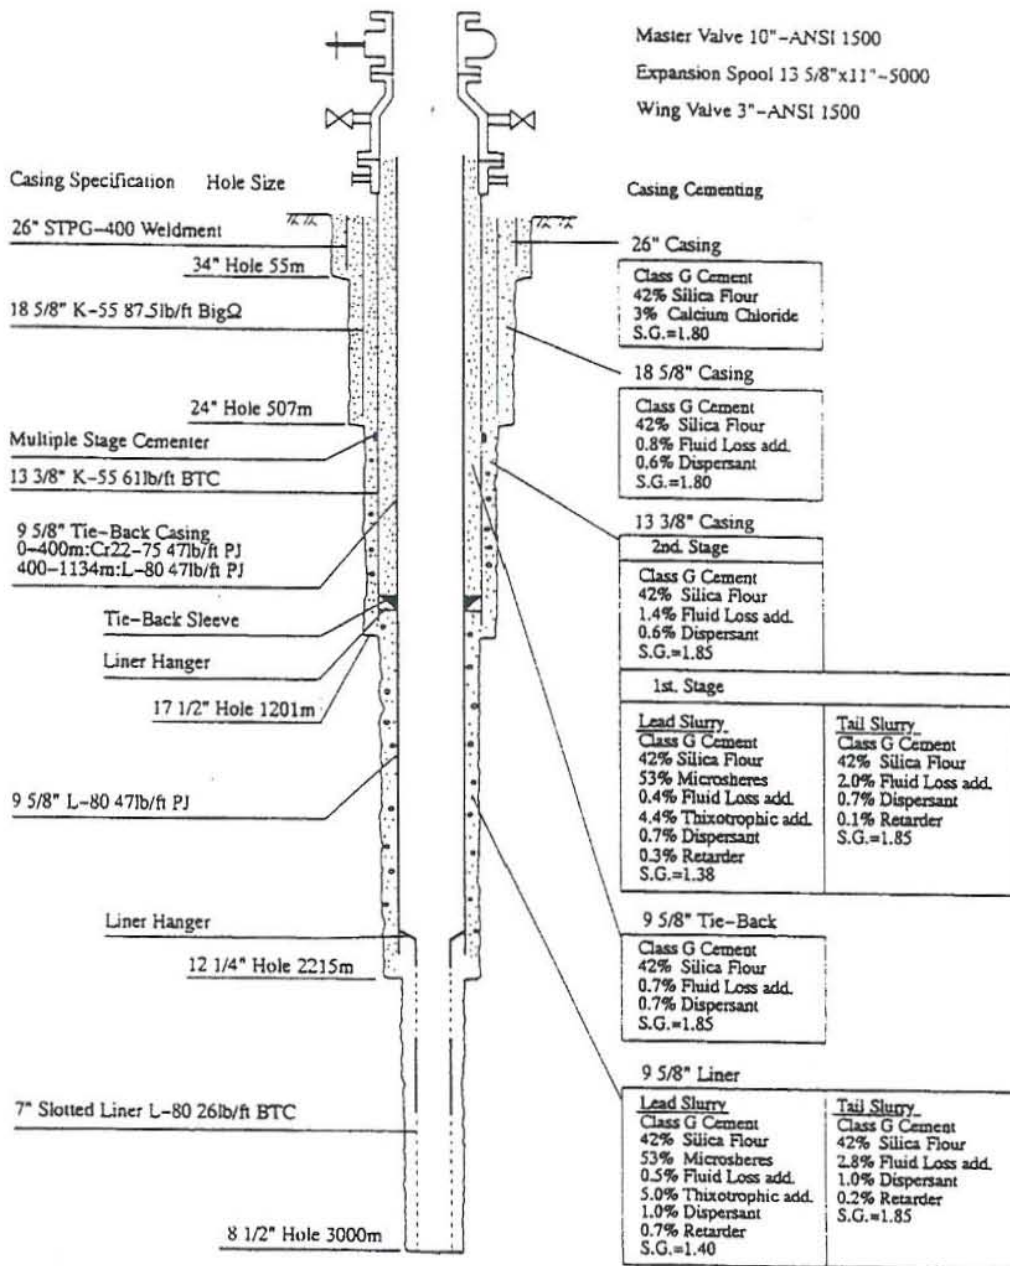 Master Valve 10"-ANSI 1500
Expansion Spool 13 5/8"x11"-5000
Wing Valve 3"-ANSI 1500
Casing Specification Hole Size
26" STPG-400 Weldment
34" Hole 55m
18 5/8" K-55 87.5lb/ft BigΩ
24" Hole 507m
Multiple Stage Cementer
13 3/8" K-55 61lb/ft BTC
9 5/8" Tie-Back Casing
0-400m:Cr22-75 47lb/ft PJ
400-1134m:L-80 47lb/ft PJ
Tie-Back Sleeve
Liner Hanger
17 1/2" Hole 1201m
9 5/8" L-80 47lb/ft PJ
Liner Hanger
12 1/4" Hole 2215m
7" Slotted Liner L-80 26lb/ft BTC
8 1/2" Hole 3000m
Casing Cementing
26" Casing
Class G Cement
42% Silica Flour
3% Calcium Chloride
S.G.=1.80
18 5/8" Casing
Class G Cement
42% Silica Flour
0.8% Fluid Loss add.
0.6% Dispersant
S.G.=1.80
13 3/8" Casing
2nd. Stage
Class G Cement
42% Silica Flour
1.4% Fluid Loss add.
0.6% Dispersant
S.G.=1.85
1st. Stage
Lead Slurry
Class G Cement
42% Silica Flour
53% Microsheres
0.4% Fluid Loss add.
4.4% Thixotrophic add.
0.7% Dispersant
0.3% Retarder
S.G.=1.38
Tail Slurry
Class G Cement
42% Silica Flour
2.0% Fluid Loss add.
0.7% Dispersant
0.1% Retarder
S.G.=1.85
9 5/8" Tie-Back
Class G Cement
42% Silica Flour
0.7% Fluid Loss add.
0.7% Dispersant
S.G.=1.85
9 5/8" Liner
Lead Slurry
Class G Cement
42% Silica Flour
53% Microsheres
0.5% Fluid Loss add.
5.0% Thixotrophic add.
1.0% Dispersant
0.7% Retarder
S.G.=1.40
Tail Slurry
Class G Cement
42% Silica Flour
2.8% Fluid Loss add.
1.0% Dispersant
0.2% Retarder
S.G.=1.85